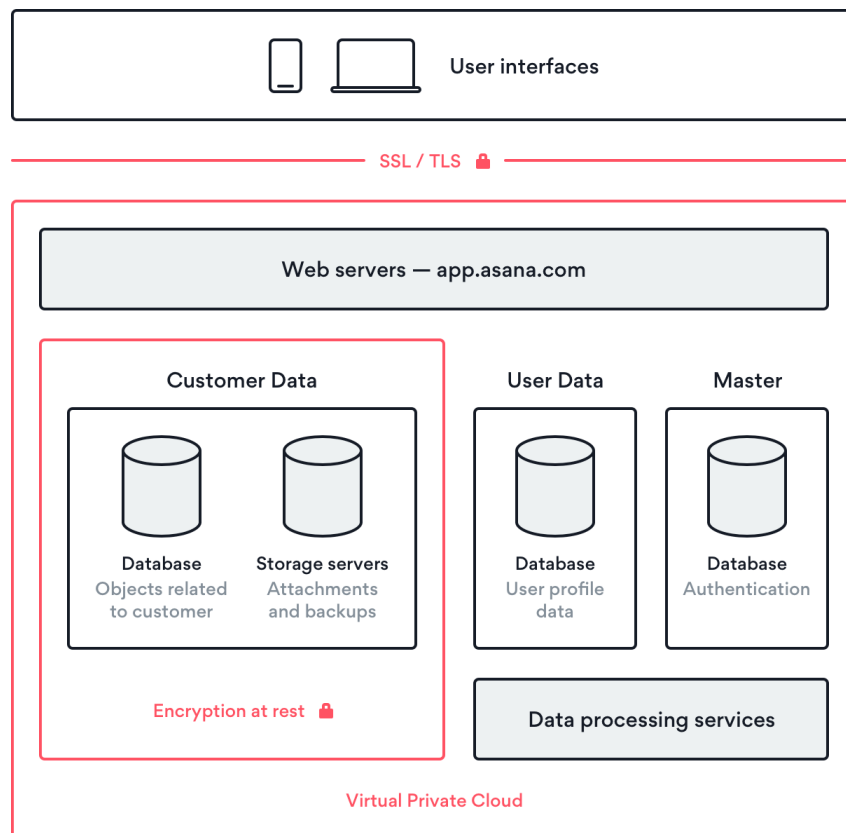 User interfaces
SSL / TLS
Web servers — app.asana.com
Customer Data
User Data
Master
Database
Objects related
to customer
Storage servers
Attachments
and backups
Database
User profile
data
Database
Authentication
Encryption at rest
Data processing services
Virtual Private Cloud